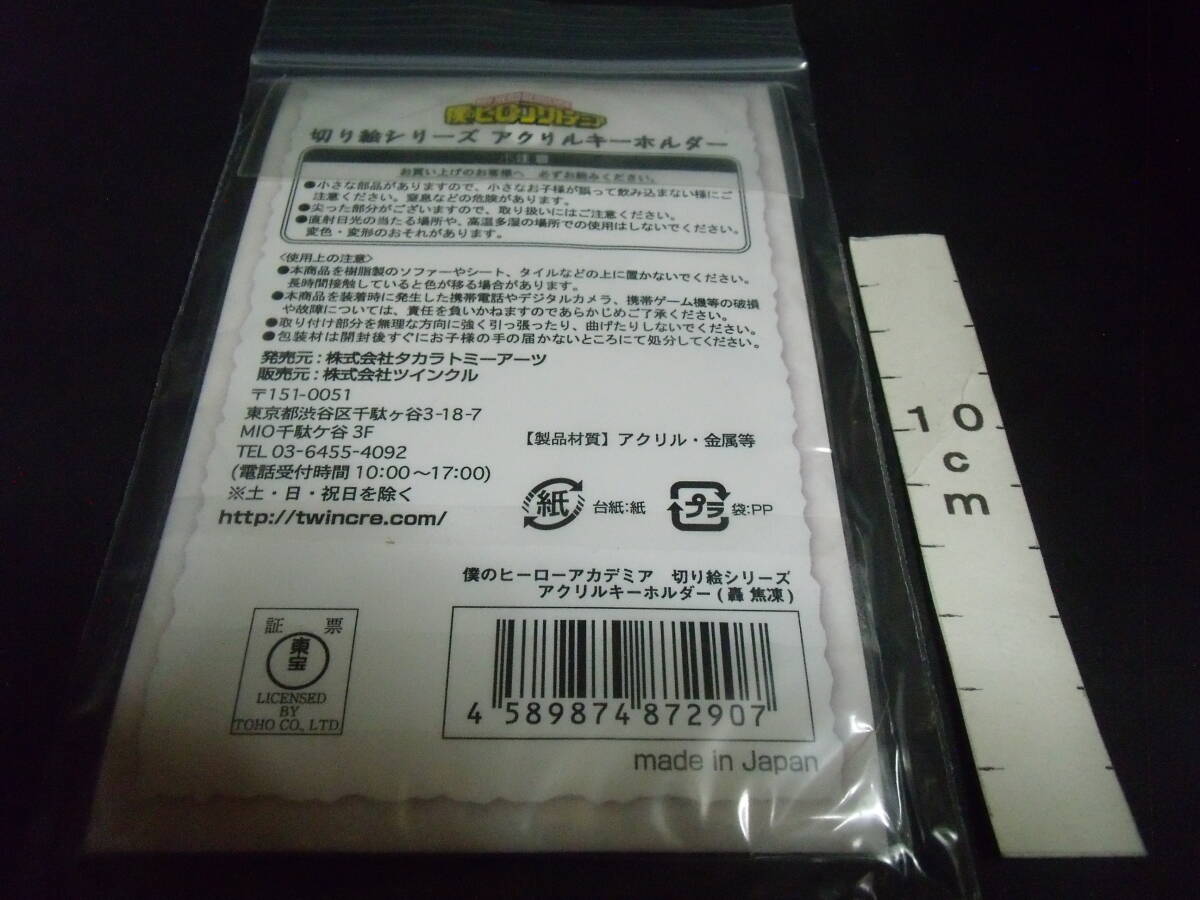 僕のヒーローアカデミア
切り絵シリーズ アクリルキーホルダー
お買い上げのお客様へ 必ずお読みください。
●小さな部品がありますので、小さなお子様が誤って飲み込まない様にご
注意ください。窒息などの危険があります。
●尖った部分がございますので、取り扱いにはご注意ください。
●直射日光の当たる場所や、高温多湿の場所での使用はしないでください。
変色・変形のおそれがあります。
<使用上の注意>
●本商品を樹脂製のソファーやシート、タイルなどの上に置かないでください。
長時間接触していると色が移る場合があります。
●本商品を装着時に発生した携帯電話やデジタルカメラ、携帯ゲーム機等の破損
や故障については、責任を負いかねますのであらかじめご了承ください。
●取り付け部分を無理な方向に強く引っ張ったり、曲げたりしないでください。
●包装材は開封後すぐにお子様の手の届かないところにて処分してください。
発売元：株式会社タカラトミーアーツ
販売元：株式会社ツインクル
〒151-0051
東京都渋谷区千駄ヶ谷3-18-7
MIO千駄ケ谷 3F
TEL 03-6455-4092
(電話受付時間 10:00～17:00)
※土・日・祝日を除く
http://twincre.com/
【製品材質】アクリル・金属等
紙 台紙:紙
プラ 袋:PP
僕のヒーローアカデミア 切り絵シリーズ
アクリルキーホルダー(轟 焦凍)
証 票
東宝
LICENSED
BY
TOHO CO., LTD.
4 589874 872907
made in Japan
10
c
m